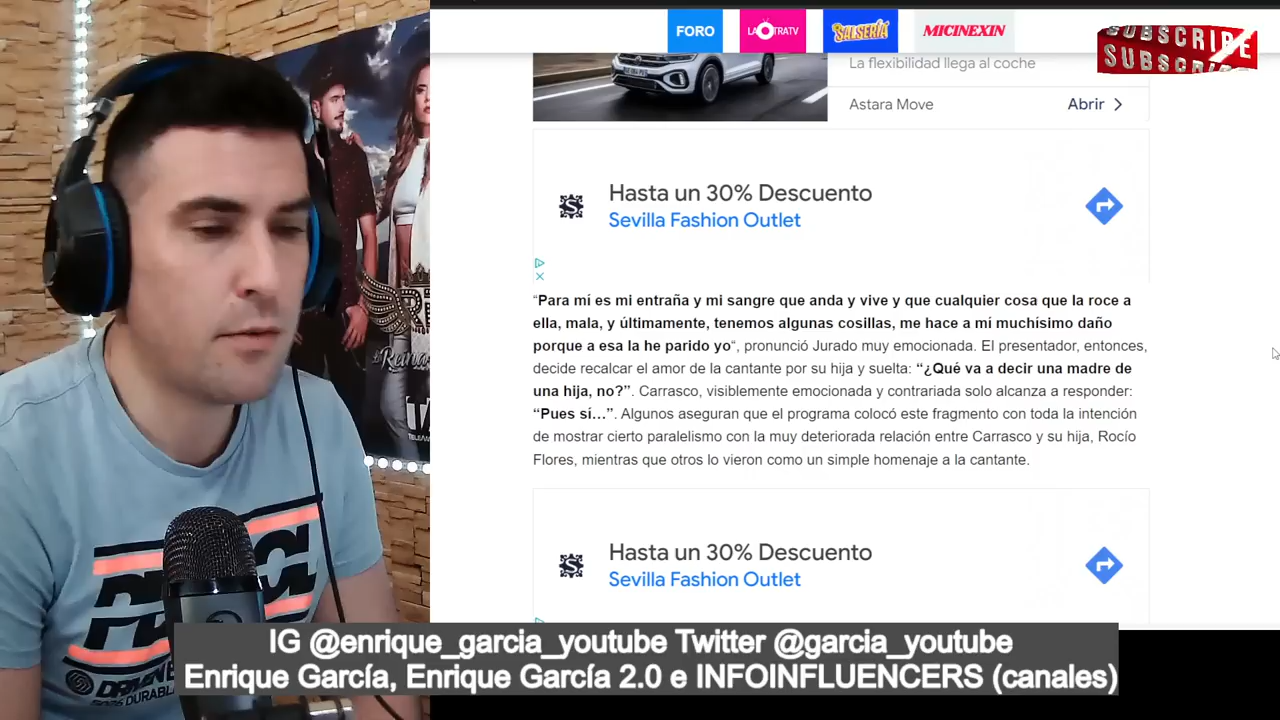 FORO
LAOTRATV
SALSERÍA
MICINEXIN
SUBSCRIBE
SUBSCRIBE
La flexibilidad llega al coche
Astara Move
Abrir
Hasta un 30% Descuento
Sevilla Fashion Outlet
“Para mí es mi entraña y mi sangre que anda y vive y que cualquier cosa que la roce a
ella, mala, y últimamente, tenemos algunas cosillas, me hace a mí muchísimo daño
porque a esa la he parido yo“, pronunció Jurado muy emocionada. El presentador, entonces,
decide recalcar el amor de la cantante por su hija y suelta: “¿Qué va a decir una madre de
una hija, no?”. Carrasco, visiblemente emocionada y contrariada solo alcanza a responder:
“Pues sí…”. Algunos aseguran que el programa colocó este fragmento con toda la intención
de mostrar cierto paralelismo con la muy deteriorada relación entre Carrasco y su hija, Rocío
Flores, mientras que otros lo vieron como un simple homenaje a la cantante.
Hasta un 30% Descuento
Sevilla Fashion Outlet
IG @enrique_garcia_youtube Twitter @garcia_youtube
Enrique García, Enrique García 2.0 e INFOINFLUENCERS (canales)